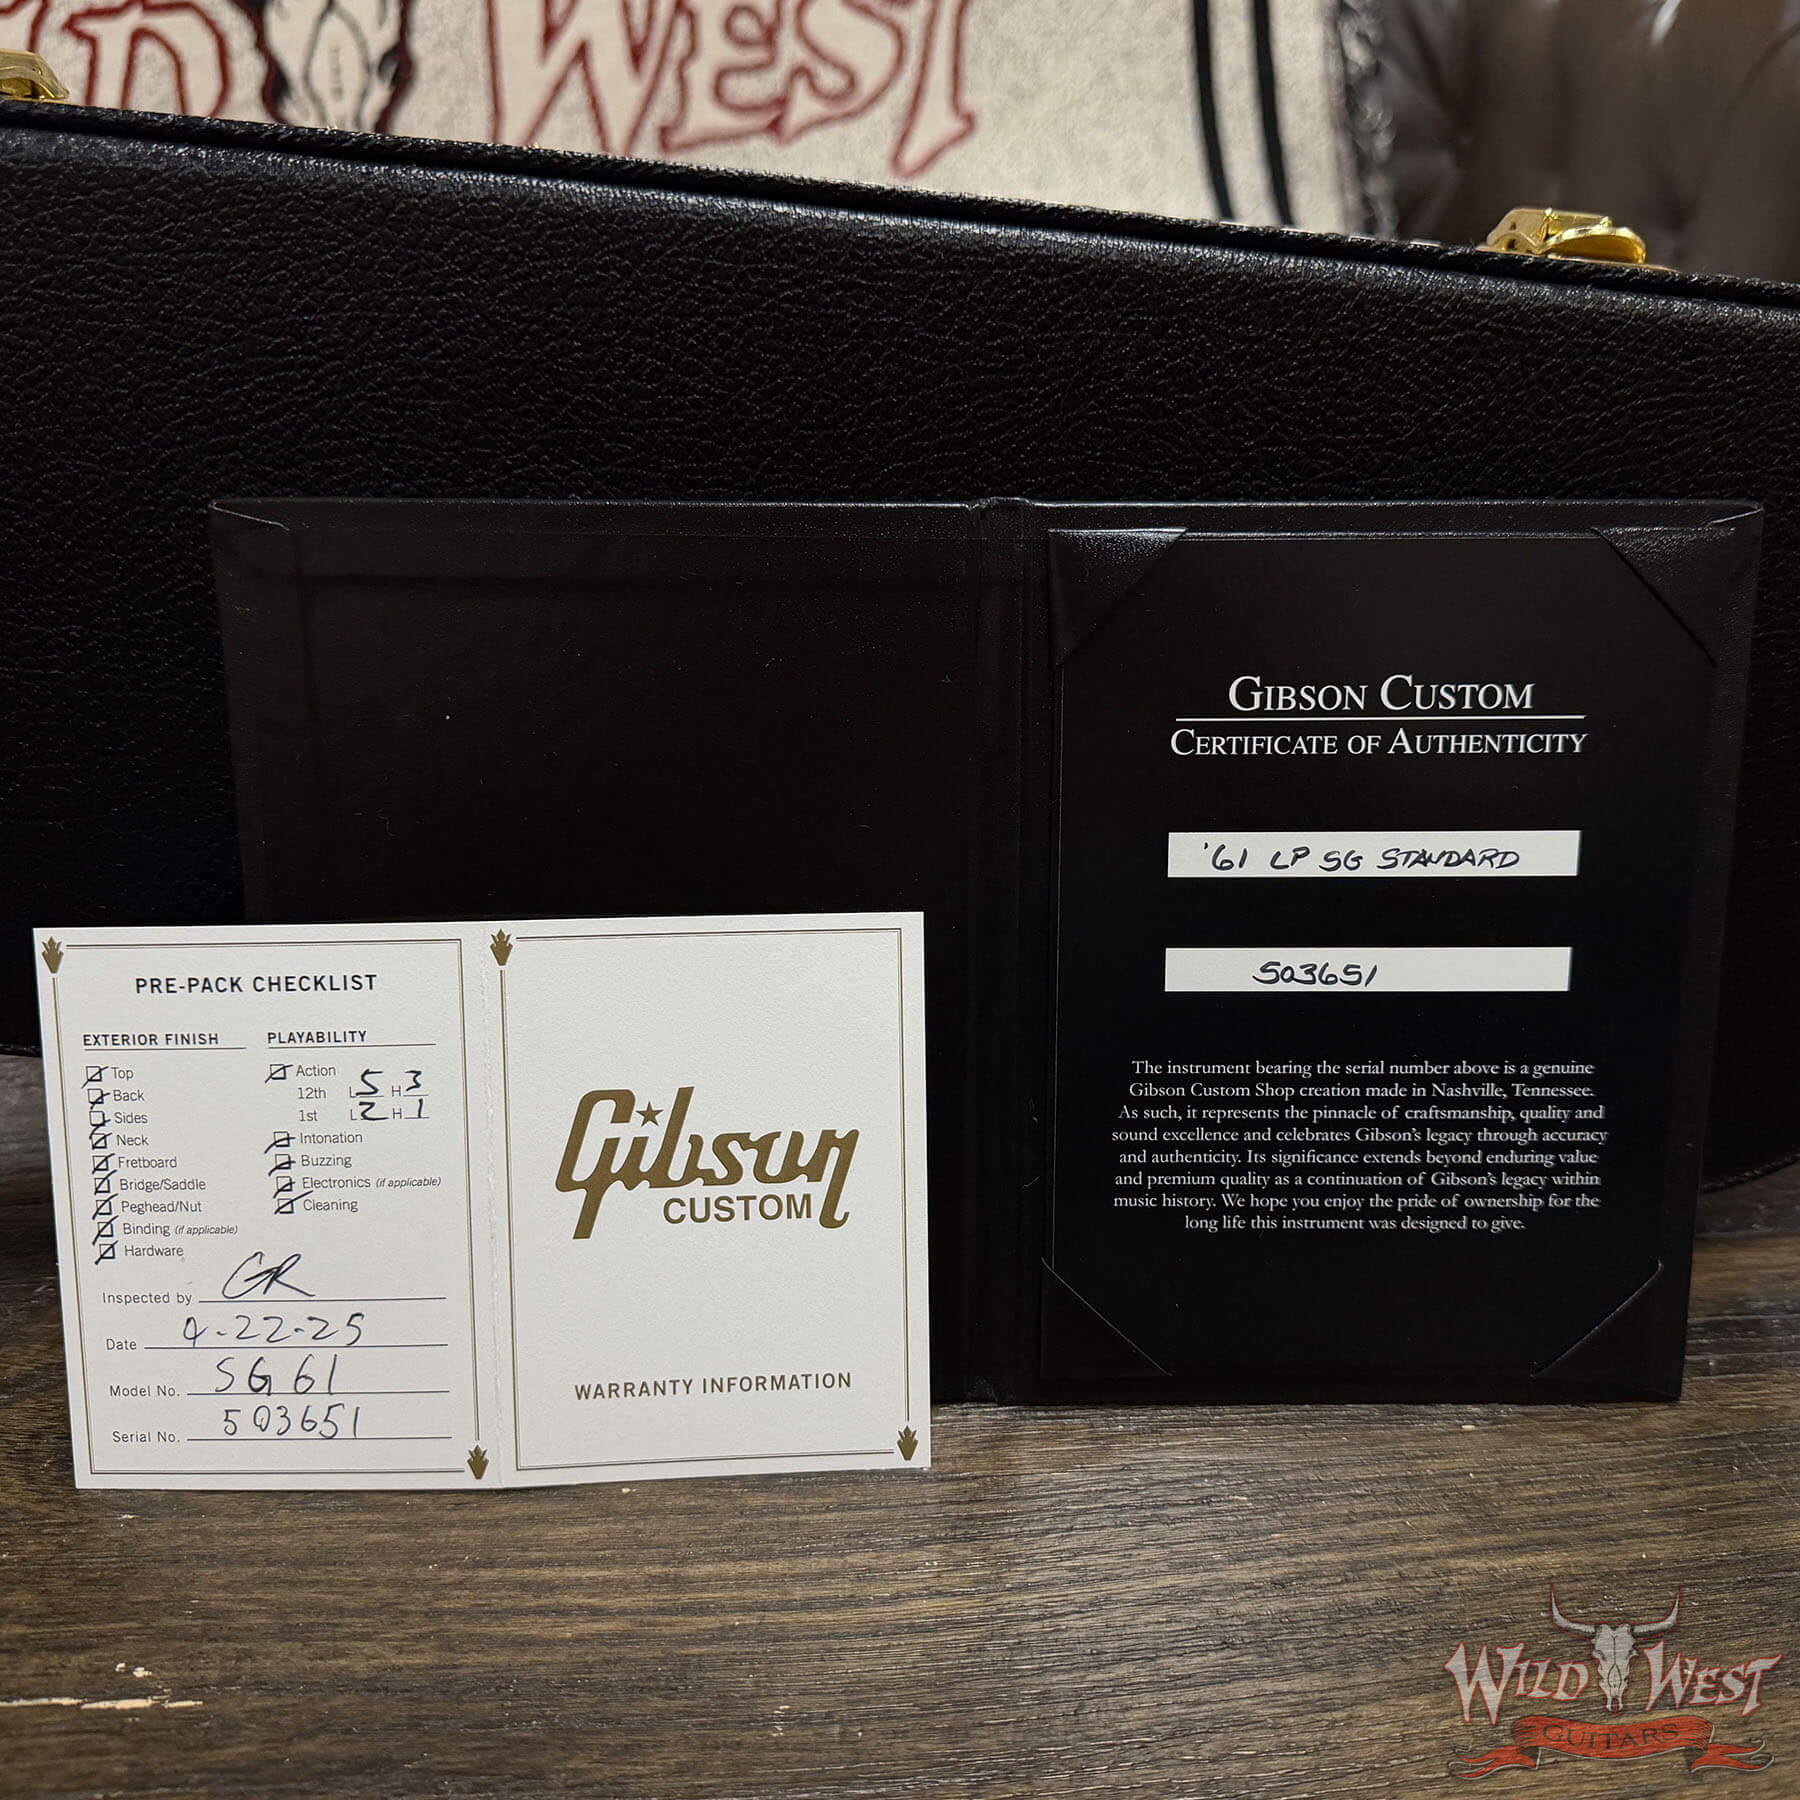 WEST
PRE-PACK CHECKLIST
EXTERIOR FINISH
Top
Back
Sides
Neck
Fretboard
Bridge/Saddle
Peghead/Nut
Binding (if applicable)
Hardware
PLAYABILITY
Action
12th L 5 H 3
1st L 2 H 1
Intonation
Buzzing
Electronics (if applicable)
Cleaning
Inspected by GR
Date 4-22-25
Model No. SG 61
Serial No. 503651
Gibson
CUSTOM
WARRANTY INFORMATION
GIBSON CUSTOM
CERTIFICATE OF AUTHENTICITY
'61 LP SG STANDARD
503651
The instrument bearing the serial number above is a genuine
Gibson Custom Shop creation made in Nashville, Tennessee.
As such, it represents the pinnacle of craftsmanship, quality and
sound excellence and celebrates Gibson's legacy through accuracy
and authenticity. Its significance extends beyond enduring value
and premium quality as a continuation of Gibson's legacy within
music history. We hope you enjoy the pride of ownership for the
long life this instrument was designed to give.
WILD WEST
GUITARS